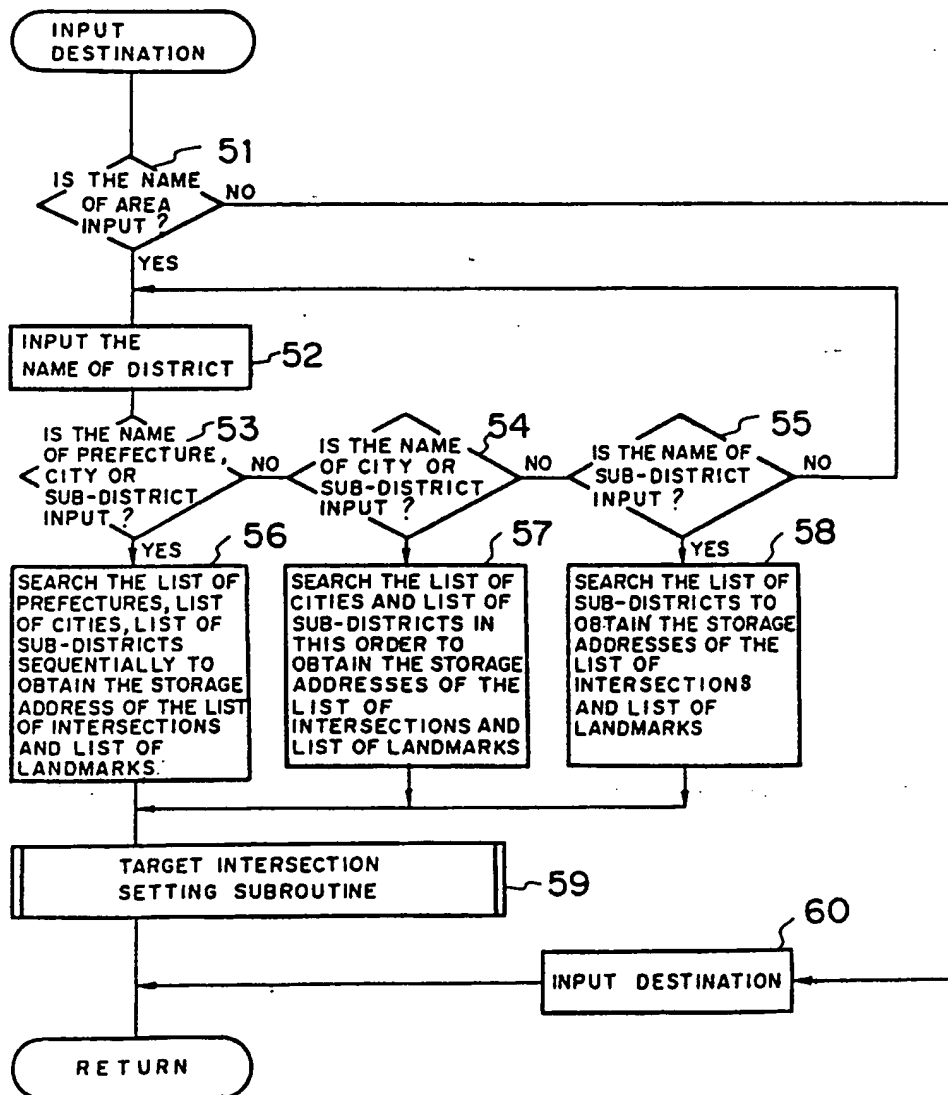 INPUT
DESTINATION
51
IS THE NAME
OF AREA
INPUT ?
NO
YES
INPUT THE
NAME OF DISTRICT
52
IS THE NAME
OF PREFECTURE,
CITY OR
SUB-DISTRICT
INPUT ?
53
NO
YES
IS THE NAME
OF CITY OR
SUB-DISTRICT
INPUT ?
54
NO
IS THE NAME OF
SUB-DISTRICT
INPUT ?
55
NO
YES
56
SEARCH THE LIST OF
PREFECTURES, LIST
OF CITIES, LIST OF
SUB-DISTRICTS
SEQUENTIALLY TO
OBTAIN THE STORAGE
ADDRESS OF THE LIST
OF INTERSECTIONS
AND LIST OF
LANDMARKS.
57
SEARCH THE LIST OF
CITIES AND LIST OF
SUB-DISTRICTS IN
THIS ORDER TO
OBTAIN THE STORAGE
ADDRESSES OF THE
LIST OF
INTERSECTIONS AND
LIST OF LANDMARKS
58
SEARCH THE LIST OF
SUB-DISTRICTS TO
OBTAIN THE STORAGE
ADDRESSES OF THE
LIST OF
INTERSECTIONS
AND LIST OF
LANDMARKS
TARGET INTERSECTION
SETTING SUBROUTINE
59
60
INPUT DESTINATION
RETURN